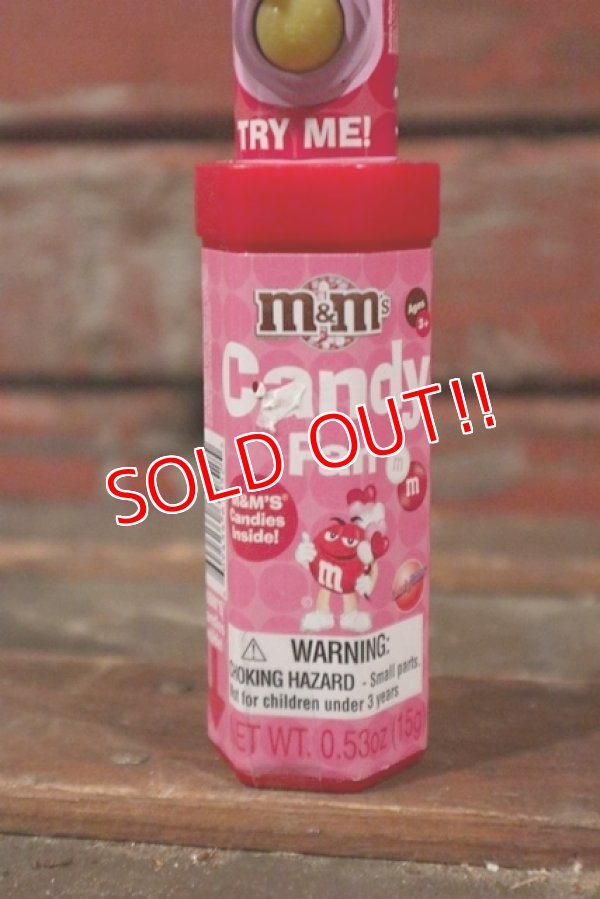 TRY ME!
m&m's
Ages 3+
Candy
Fan
SOLD OUT!!
m
m
M&M'S®
Candies
Inside!
m
WARNING:
CHOKING HAZARD - Small parts.
Not for children under 3 years
NET WT. 0.53oz (15g)